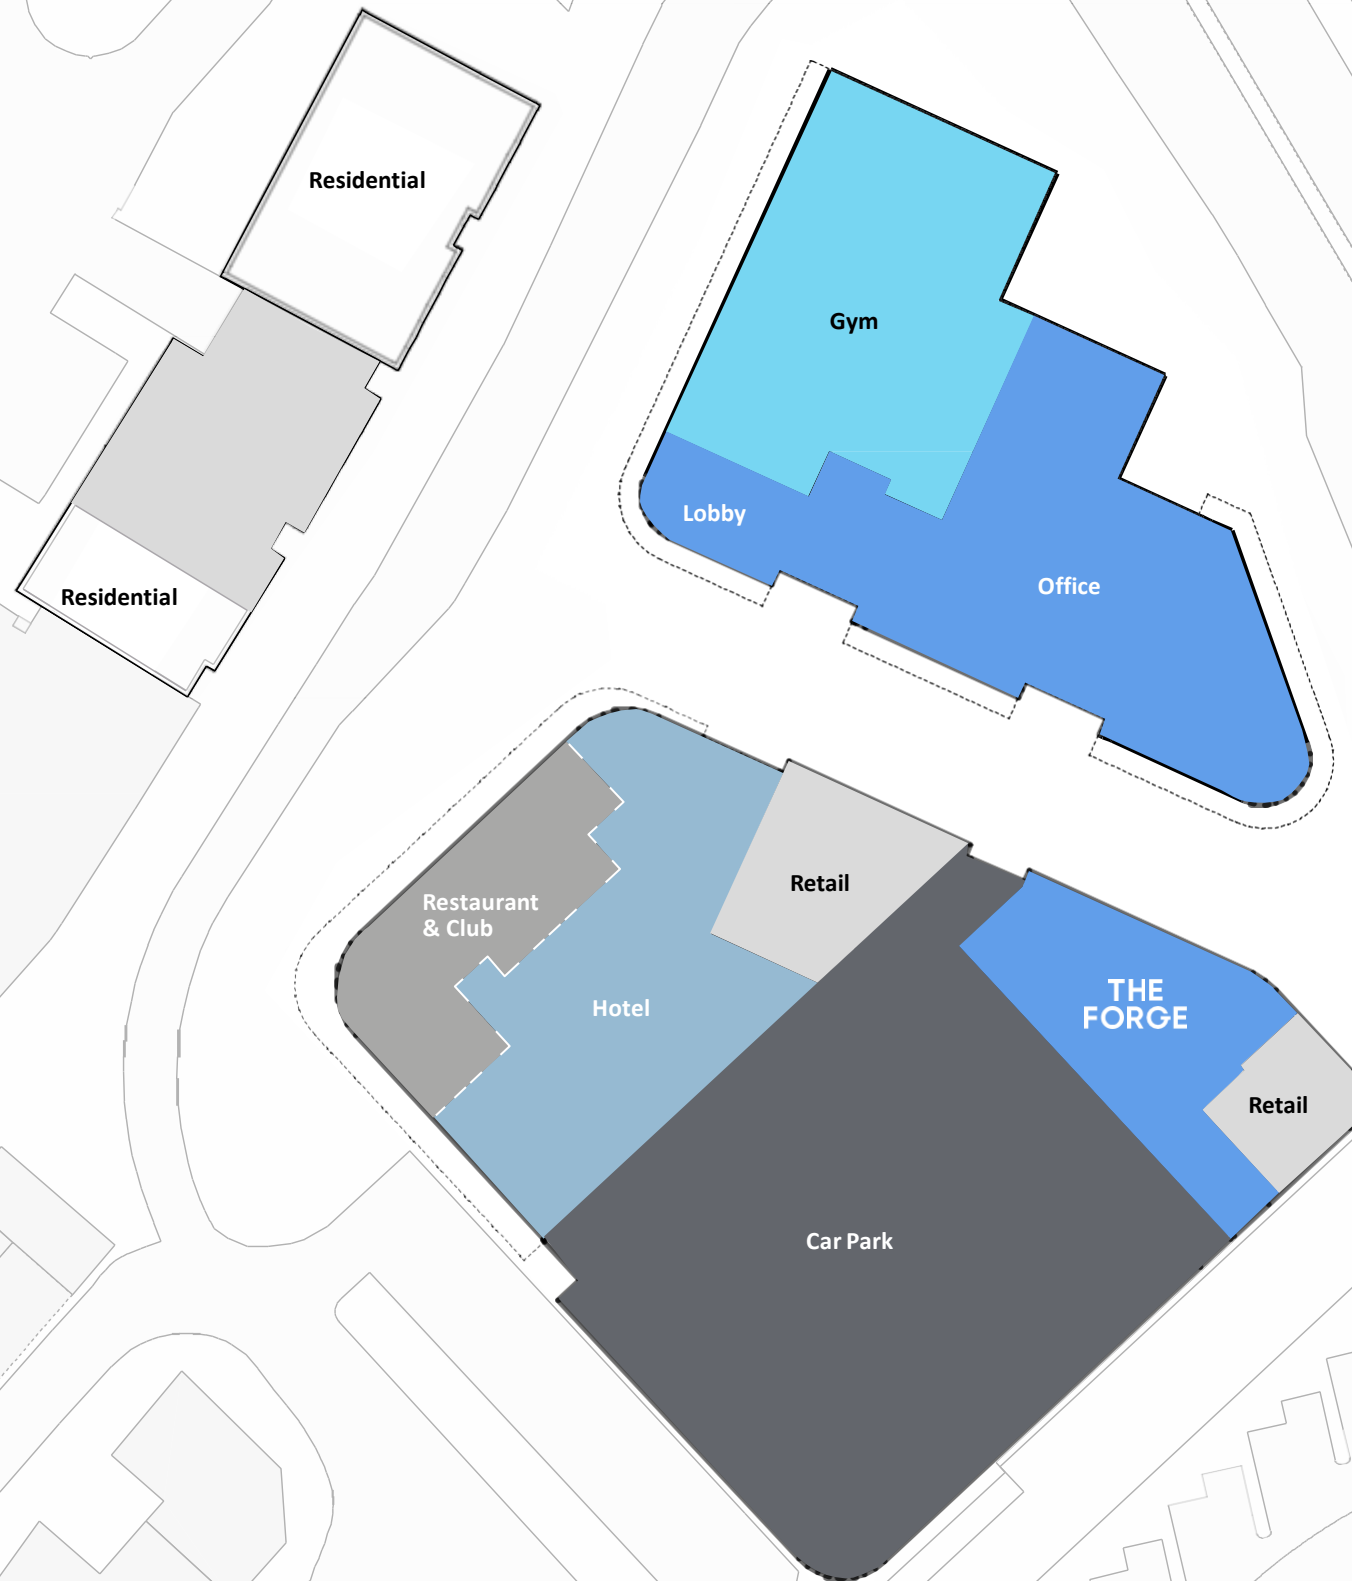 Residential
Gym
Lobby
Office
Residential
Retail
Restaurant
& Club
Hotel
THE
FORGE
Retail
Car Park